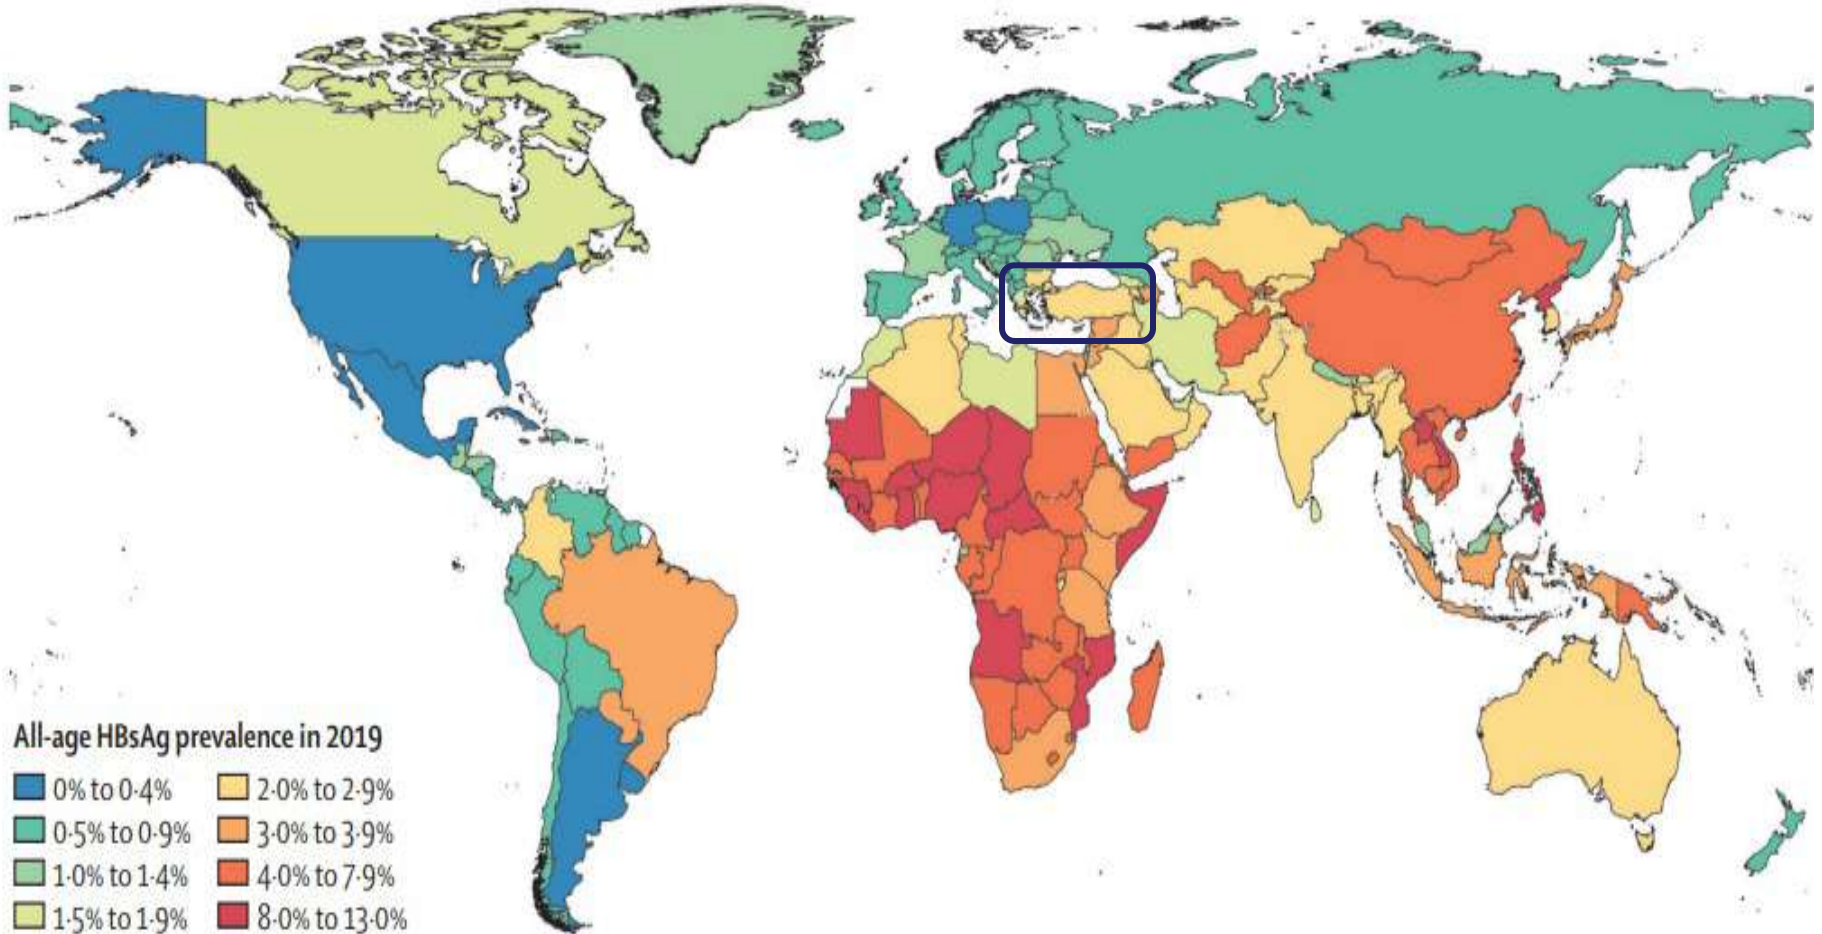 All-age HBsAg prevalence in 2019
0% to 0·4%
0·5% to 0·9%
1·0% to 1·4%
1·5% to 1·9%
2·0% to 2·9%
3·0% to 3·9%
4·0% to 7·9%
8·0% to 13·0%